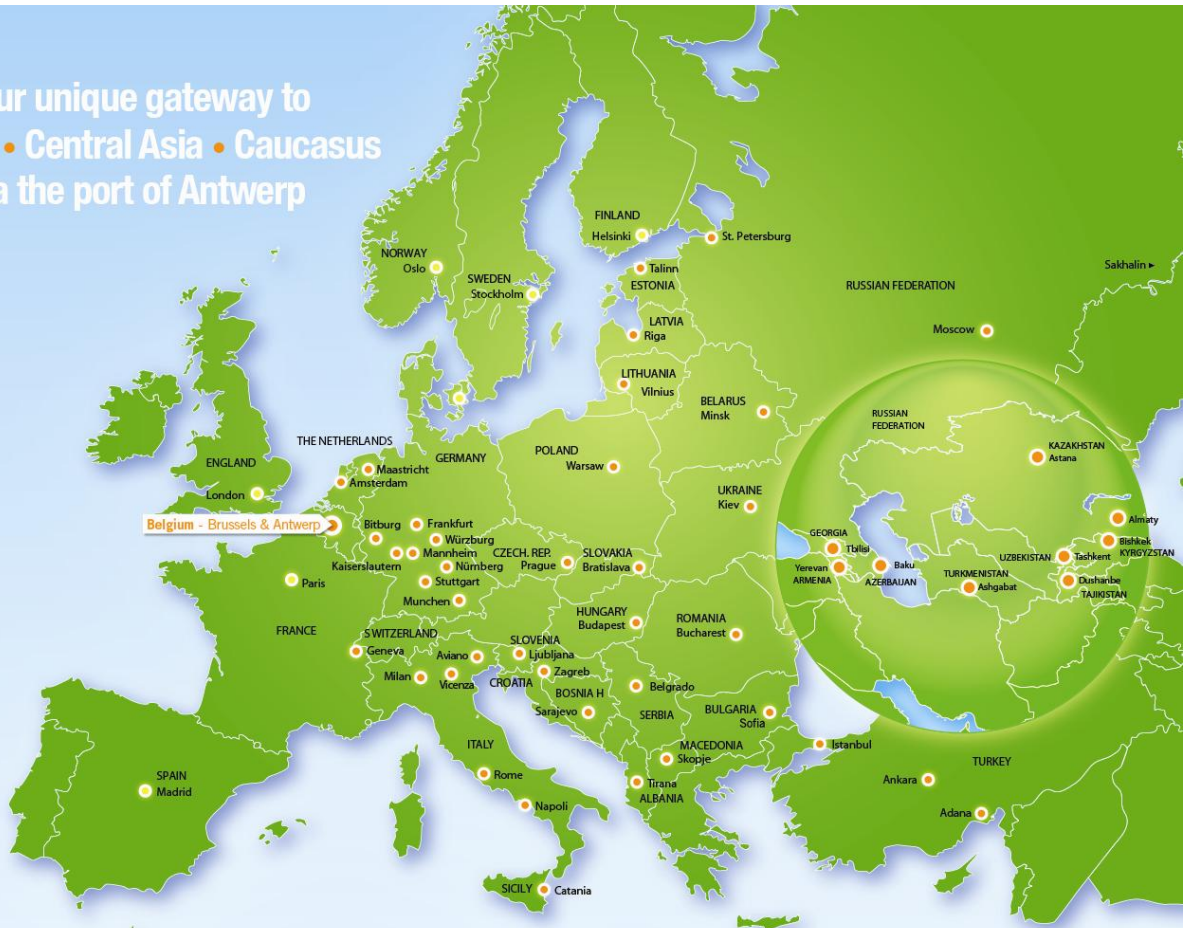 ur unique gateway to
• Central Asia • Caucasus
a the port of Antwerp
FINLAND
Helsinki
St. Petersburg
NORWAY
Oslo
SWEDEN
Stockholm
Talinn
ESTONIA
Sakhalin ▸
RUSSIAN FEDERATION
LATVIA
Riga
Moscow
LITHUANIA
Vilnius
BELARUS
Minsk
RUSSIAN
FEDERATION
THE NETHERLANDS
Maastricht
Amsterdam
GERMANY
POLAND
Warsaw
KAZAKHSTAN
Astana
ENGLAND
London
UKRAINE
Kiev
Belgium - Brussels & Antwerp
Bitburg
Frankfurt
Würzburg
Mannheim
Kaiserslautern
Nürnberg
Stuttgart
Munchen
CZECH. REP.
Prague
SLOVAKIA
Bratislava
GEORGIA
Tbilisi
Yerevan
ARMENIA
Baku
AZERBAIJAN
Almaty
Bishkek
KYRGYZSTAN
UZBEKISTAN
Tashkent
TURKMENISTAN
Ashgabat
Dushanbe
TAJIKISTAN
Paris
FRANCE
HUNGARY
Budapest
ROMANIA
Bucharest
SWITZERLAND
Geneva
SLOVENIA
Ljubljana
Aviano
Milan
Vicenza
CROATIA
Zagreb
BOSNIA H
Sarajevo
Belgrado
SERBIA
BULGARIA
Sofia
ITALY
MACEDONIA
Skopje
Istanbul
TURKEY
Rome
Tirana
ALBANIA
Ankara
SPAIN
Madrid
Napoli
Adana
SICILY
Catania